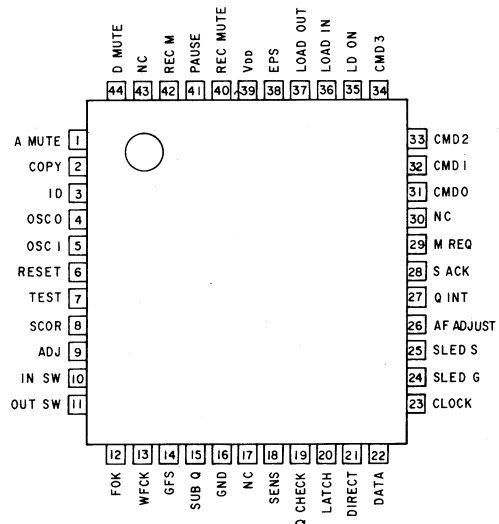 D MUTE
NC
REC M
PAUSE
REC MUTE
VDD
EPS
LOAD OUT
LOAD IN
LD ON
CMD3
44 43 42 41 40 39 38 37 36 35 34
A MUTE 1
COPY 2
ID 3
OSCO 4
OSC I 5
RESET 6
TEST 7
SCOR 8
ADJ 9
IN SW 10
OUT SW 11
33 CMD2
32 CMD1
31 CMD0
30 NC
29 M REQ
28 S ACK
27 Q INT
26 AF ADJUST
25 SLED S
24 SLED G
23 CLOCK
12 13 14 15 16 17 18 19 20 21 22
FOK
WFCK
GFS
SUB Q
GND
NC
SENS
Q CHECK
LATCH
DIRECT
DATA